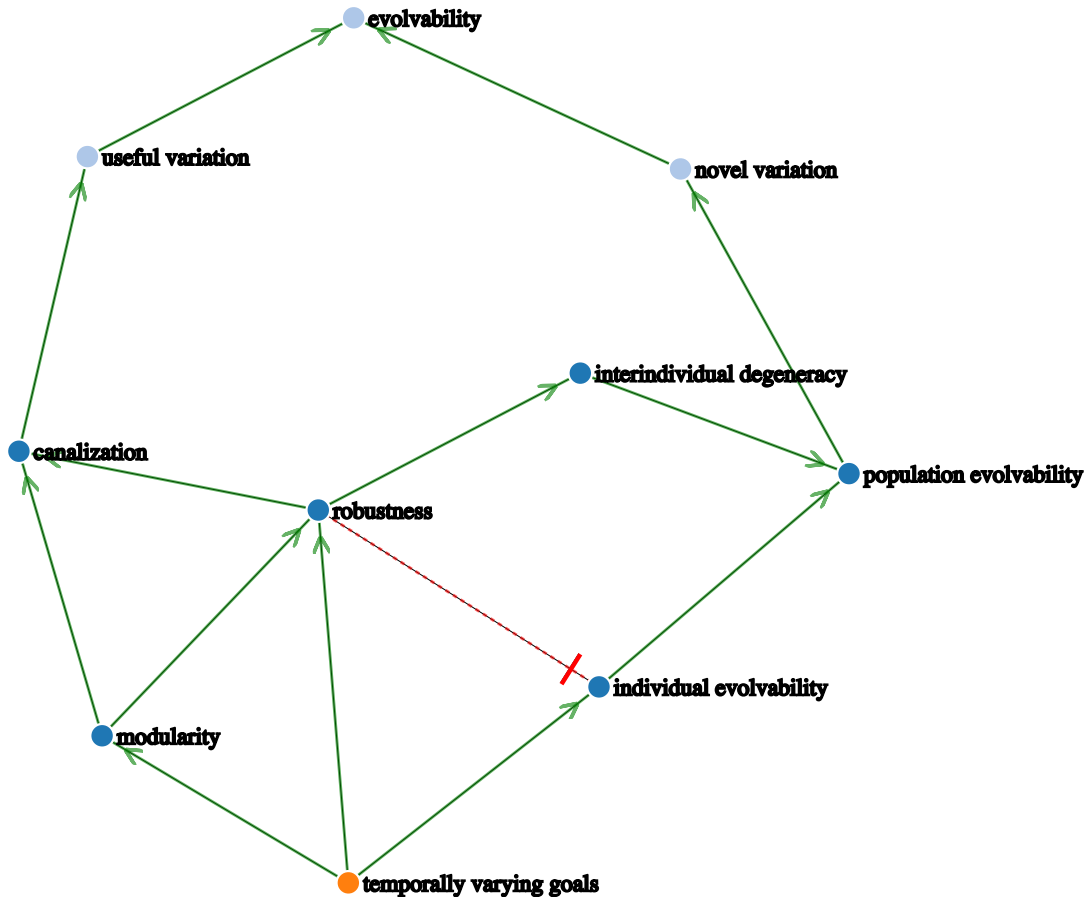 evolvability
useful variation
novel variation
interindividual degeneracy
canalization
population evolvability
robustness
individual evolvability
modularity
temporally varying goals